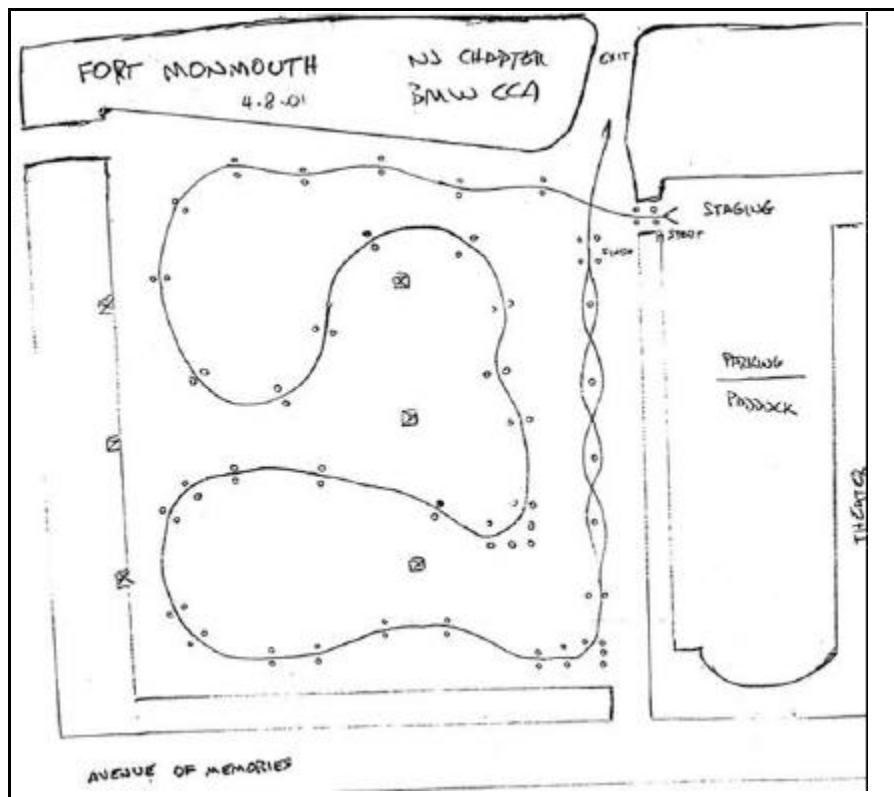 FORT MONMOUTH
4.8.01
NJ CHAPTER
BMW CCA
EXIT
STAGING
START
FINISH
PARKING
PADDOCK
THEATER
AVENUE OF MEMORIES